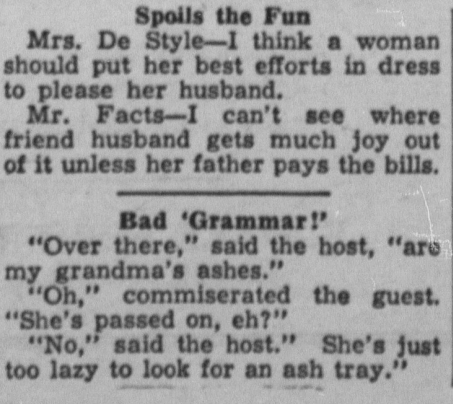 Spoils the Fun
Mrs. De Style—I think a woman
should put her best efforts in dress
to please her husband.
Mr. Facts—I can't see where
friend husband gets much joy out
of it unless her father pays the bills.
Bad 'Grammar!'
"Over there," said the host, "are
my grandma's ashes."
"Oh," commiserated the guest.
"She's passed on, eh?"
"No," said the host." She's just
too lazy to look for an ash tray."